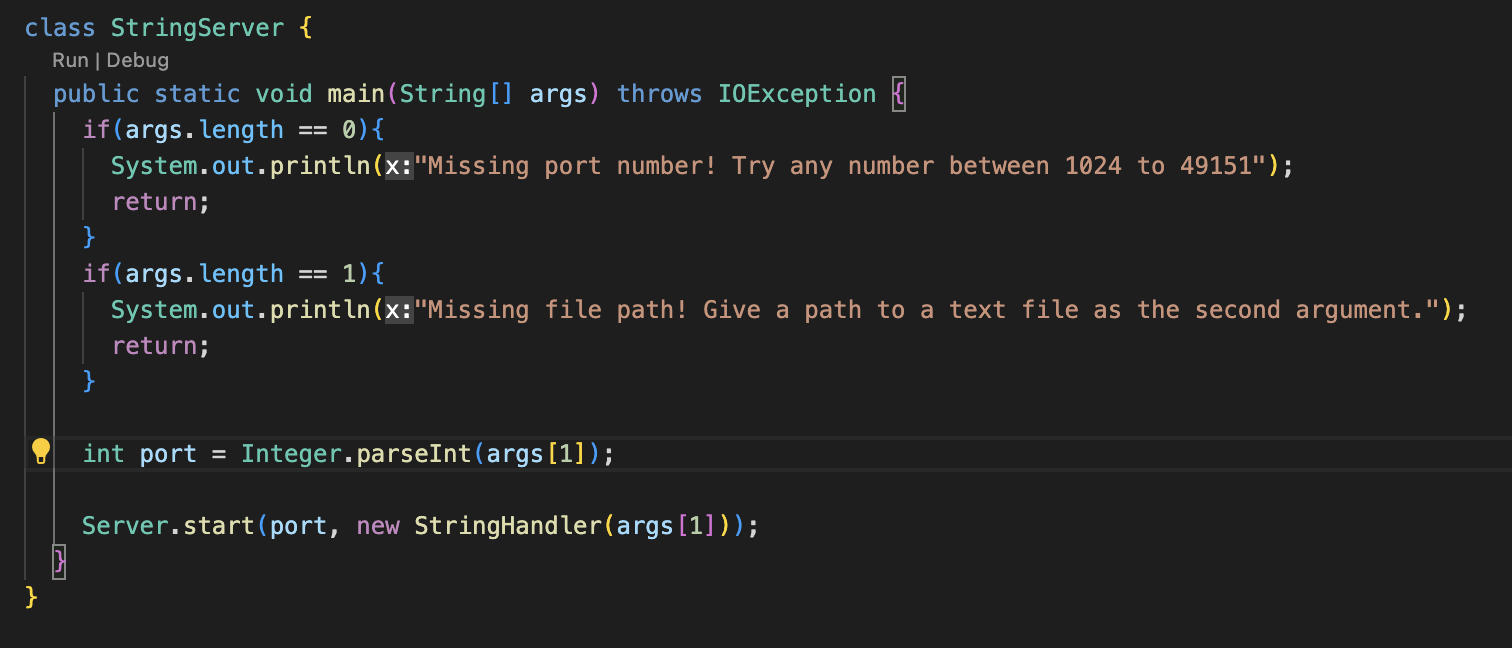 class StringServer {
Run | Debug
public static void main(String[] args) throws IOException {
if(args.length == 0){
System.out.println(x:"Missing port number! Try any number between 1024 to 49151");
return;
}
if(args.length == 1){
System.out.println(x:"Missing file path! Give a path to a text file as the second argument.");
return;
}
int port = Integer.parseInt(args[1]);
Server.start(port, new StringHandler(args[1]));
}
}